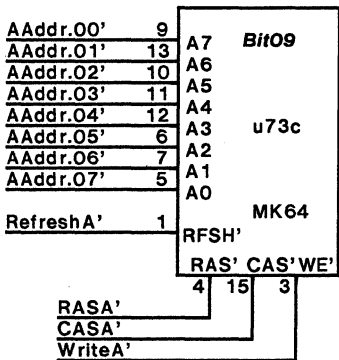 AAddr.00' 9 A7 Bit09
AAddr.01' 13 A6
AAddr.02' 10 A5
AAddr.03' 11 A4
AAddr.04' 12 A3 u73c
AAddr.05' 6 A2
AAddr.06' 7 A1
AAddr.07' 5 A0
MK64
RefreshA' 1 RFSH'
RAS' CAS' WE'
4 15 3
RASA'
CASA'
WriteA'